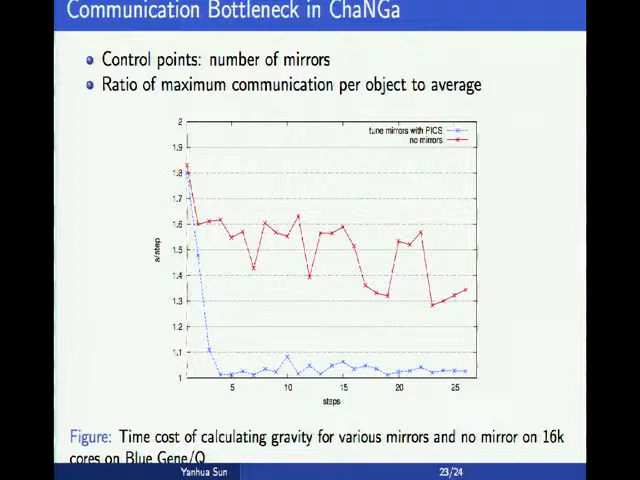 Communication Bottleneck in ChaNGa
Control points: number of mirrors
Ratio of maximum communication per object to average
tune mirrors with PICS
no mirrors
2
1.9
1.8
1.7
1.6
1.5
1.4
1.3
1.2
1.1
1
s/step
5 10 15 20 25
steps
Figure: Time cost of calculating gravity for various mirrors and no mirror on 16k
cores on Blue Gene/Q
Yanhua Sun 23/24